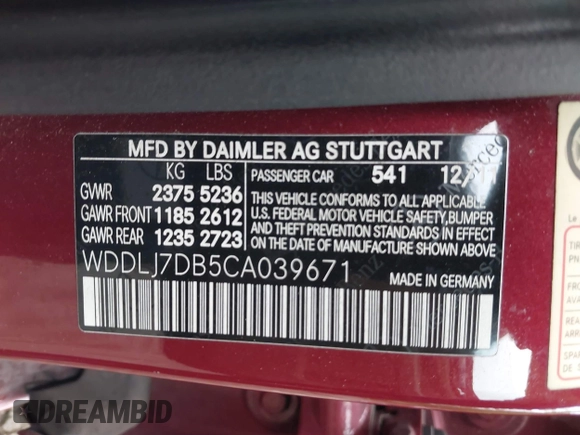 MFD BY DAIMLER AG STUTTGART
KG LBS
GVWR 2375 5236
GAWR FRONT 1185 2612
GAWR REAR 1235 2723
PASSENGER CAR 541
THIS VEHICLE CONFORMS TO ALL APPLICABLE
U.S. FEDERAL MOTOR VEHICLE SAFETY, BUMPER,
AND THEFT PREVENTION STANDARDS
IN EFFECT ON THE DATE OF
MANUFACTURE SHOWN ABOVE.
WDDLJ7DB5CA039671
MADE IN GERMANY
DREAMBID